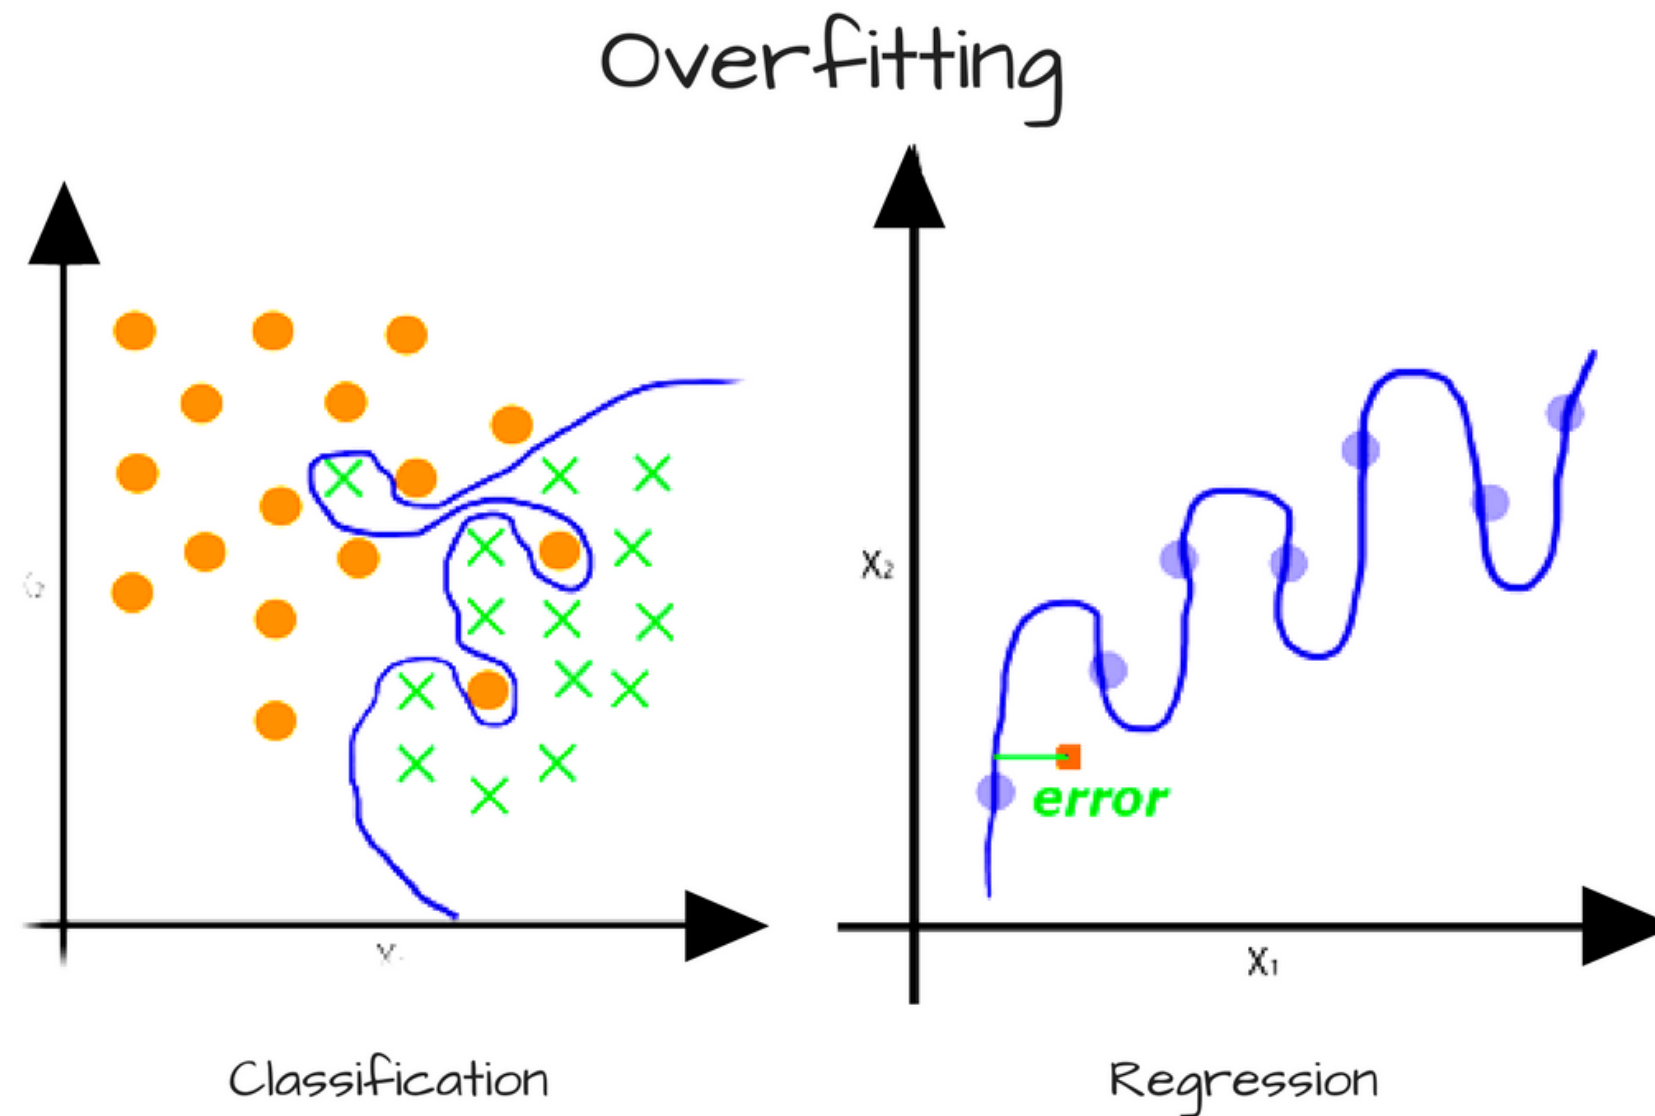 Overfitting
X₂
error
X₁
Classification
Regression